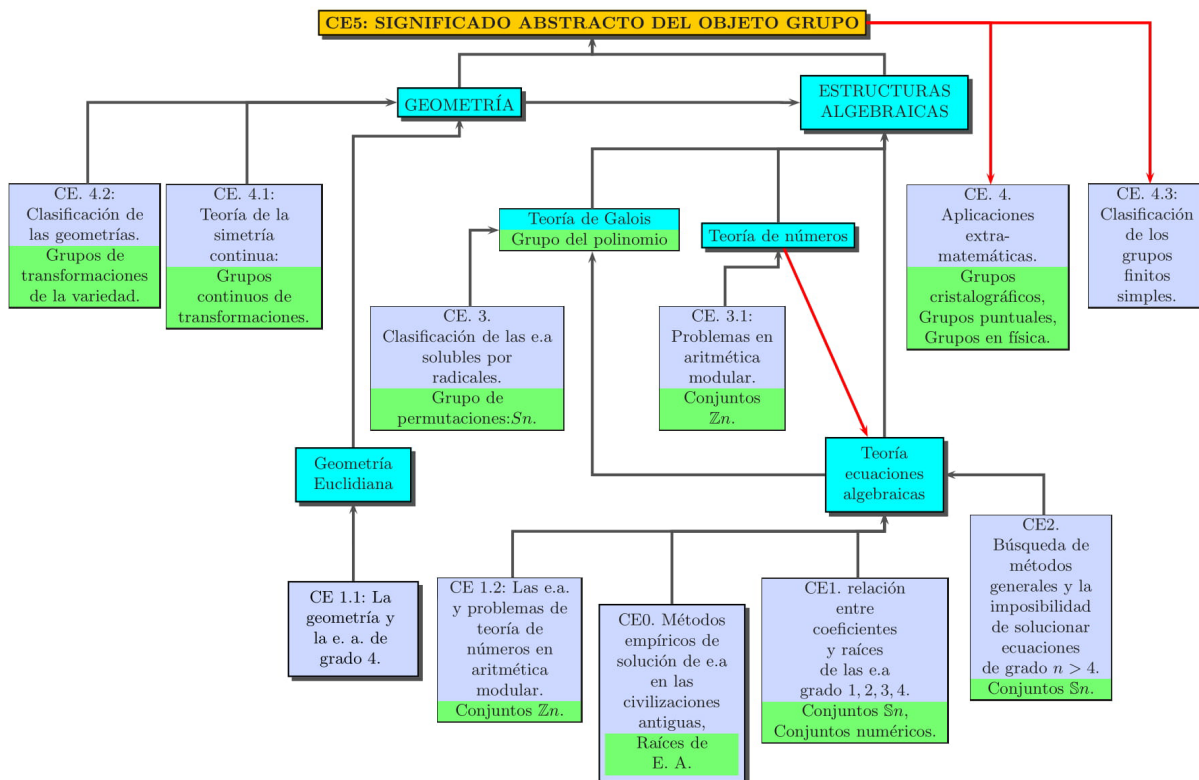 CE5: SIGNIFICADO ABSTRACTO DEL OBJETO GRUPO
GEOMETRÍA
ESTRUCTURAS
ALGEBRAICAS
CE. 4.2:
Clasificación de
las geometrías.
Grupos de
transformaciones
de la variedad.
CE. 4.1:
Teoría de la
simetría
continua:
Grupos
continuos de
transformaciones.
Teoría de Galois
Grupo del polinomio
Teoría de números
CE. 4.
Aplicaciones
extra-
matemáticas.
Grupos
cristalográficos,
Grupos puntuales,
Grupos en física.
CE. 4.3:
Clasificación
de los
grupos
finitos
simples.
CE. 3.
Clasificación de las e.a
solubles por
radicales.
Grupo de
permutaciones:Sn.
CE. 3.1:
Problemas en
aritmética
modular.
Conjuntos
ℤn.
Geometría
Euclidiana
Teoría
ecuaciones
algebraicas
CE 1.1: La
geometría y
la e. a. de
grado 4.
CE 1.2: Las e.a.
y problemas de
teoría de
números en
aritmética
modular.
Conjuntos ℤn.
CE0. Métodos
empíricos de
solución de e.a
en las
civilizaciones
antiguas,
Raíces de
E. A.
CE1. relación
entre
coeficientes
y raíces
de las e.a
grado 1, 2, 3, 4.
Conjuntos 𝕊n,
Conjuntos numéricos.
CE2.
Búsqueda de
métodos
generales y la
imposibilidad
de solucionar
ecuaciones
de grado n > 4.
Conjuntos 𝕊n.